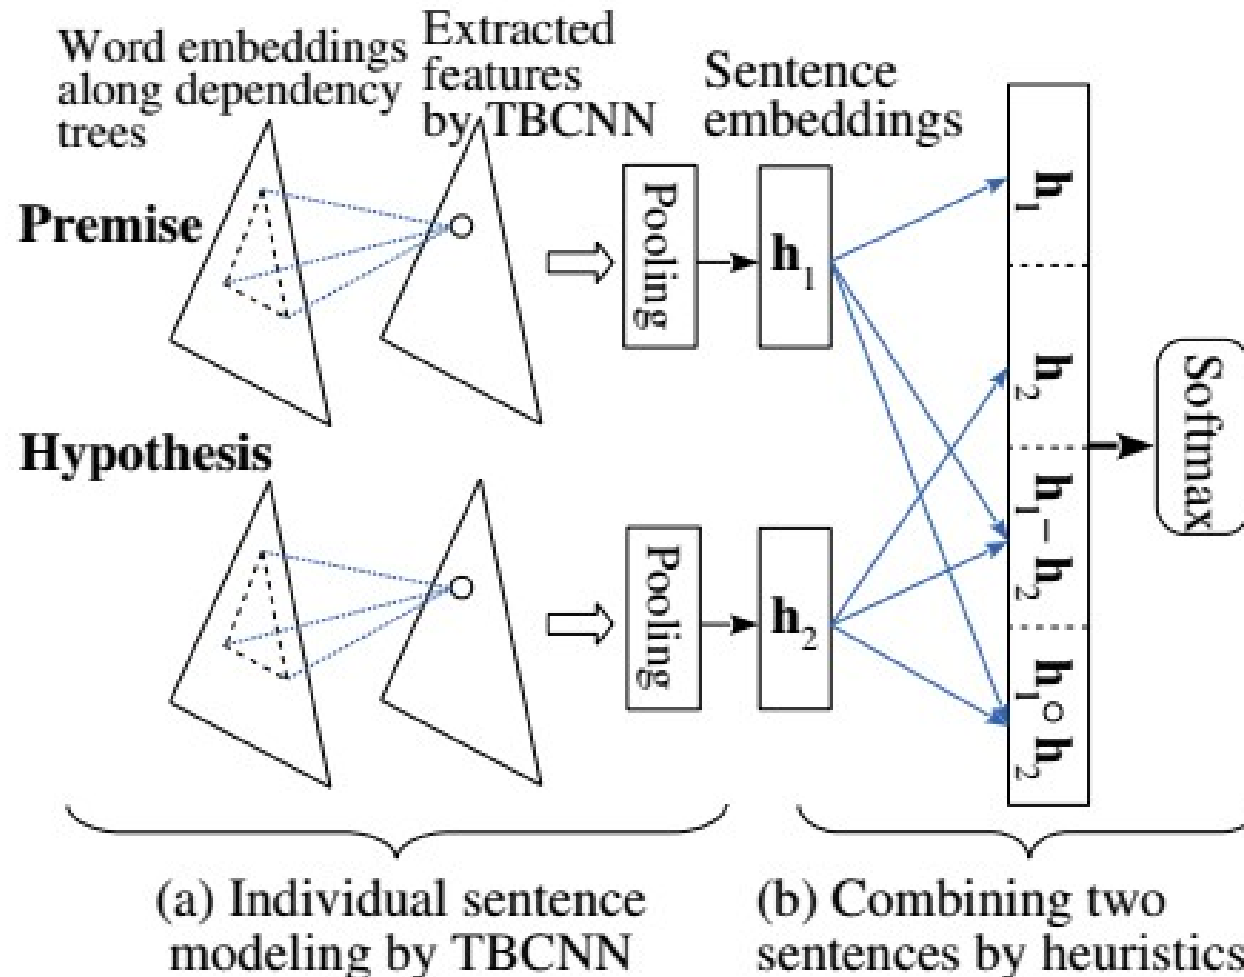 Word embeddings
along dependency
trees
Extracted
features
by TBCNN
Sentence
embeddings
Premise
Pooling
h1
h1
h2
h1 − h2
h1 ○ h2
Softmax
Hypothesis
Pooling
h2
(a) Individual sentence
modeling by TBCNN
(b) Combining two
sentences by heuristics